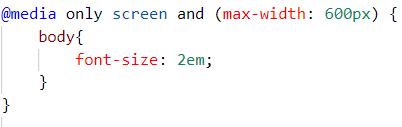 @media only screen and (max-width: 600px) {
    body{
        font-size: 2em;
    }
}